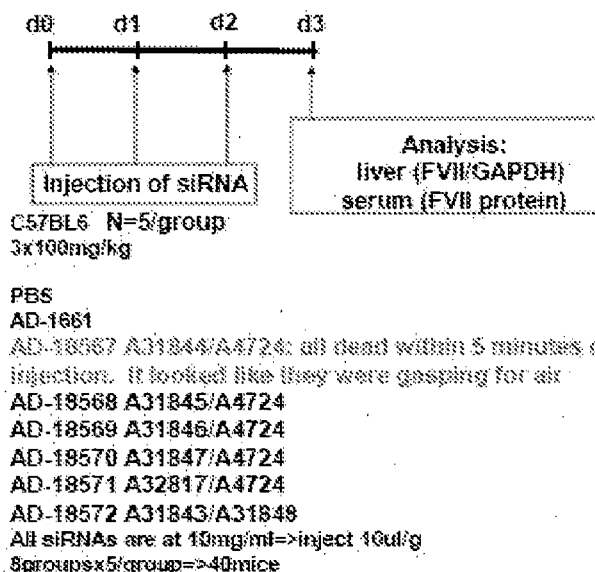 d0 d1 d2 d3
Analysis:
liver (FVII/GAPDH)
serum (FVII protein)
Injection of siRNA
C57BL6 N=5/group
3x100mg/kg
PBS
AD-1661
AD-18567 A31844/A4724: all dead within 5 minutes
injection. It looked like they were gasping for air
AD-18568 A31845/A4724
AD-18569 A31846/A4724
AD-18570 A31847/A4724
AD-18571 A32817/A4724
AD-18572 A31843/A31848
All siRNAs are at 10mg/ml=>inject 10ul/g
8groupsx5/group=>40mice